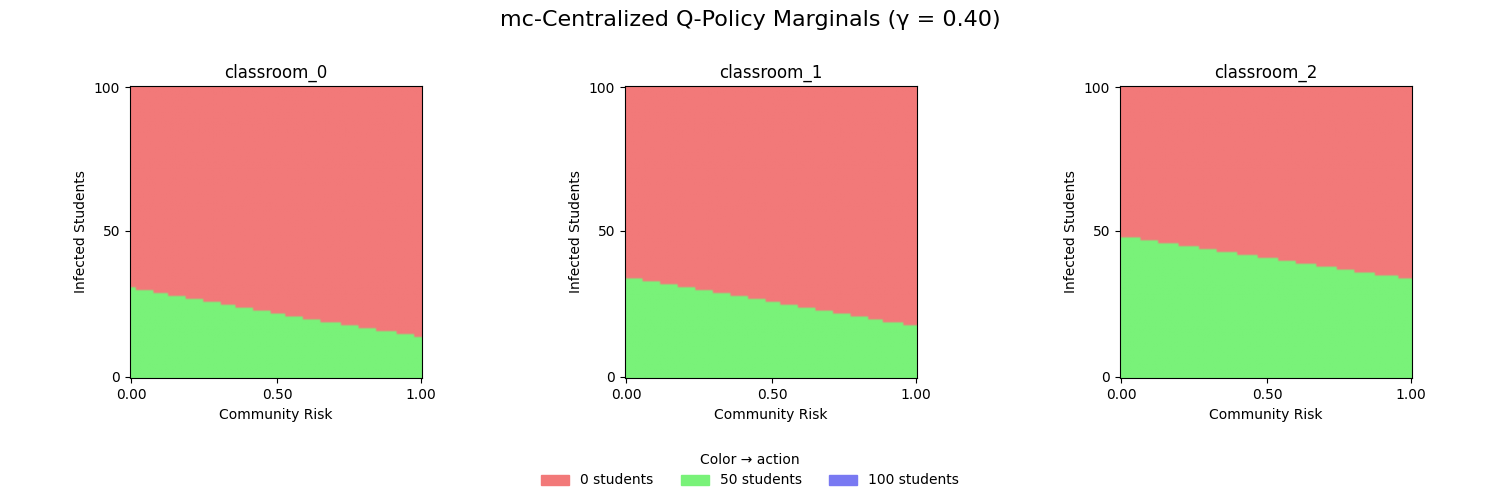 mc-Centralized Q-Policy Marginals (γ = 0.40)
classroom_0
100
50
0
Infected Students
0.00 0.50 1.00
Community Risk
classroom_1
100
50
0
Infected Students
0.00 0.50 1.00
Community Risk
classroom_2
100
50
0
Infected Students
0.00 0.50 1.00
Community Risk
Color → action
0 students 50 students 100 students